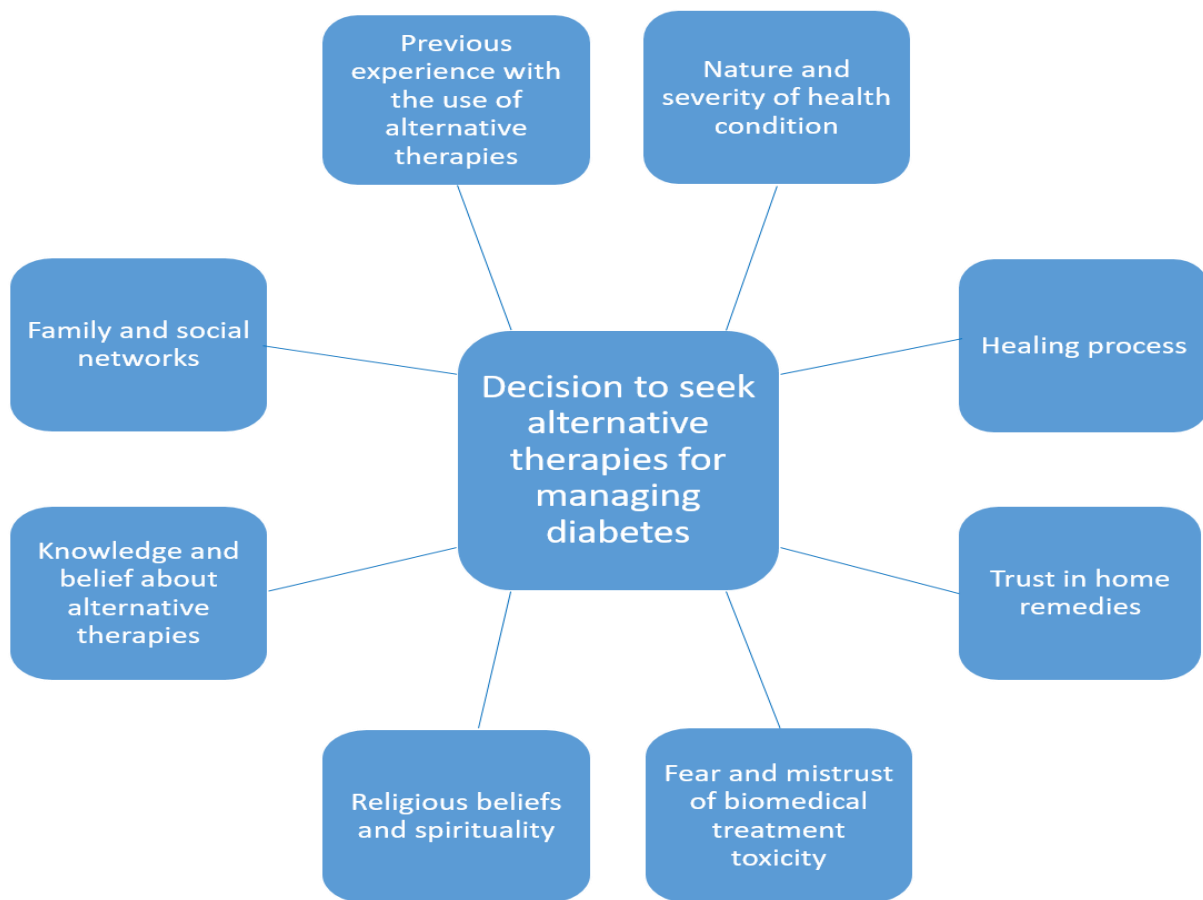 Previous
experience with
the use of
alternative
therapies
Nature and
severity of health
condition
Family and social
networks
Healing process
Decision to seek
alternative
therapies for
managing
diabetes
Knowledge and
belief about
alternative
therapies
Trust in home
remedies
Religious beliefs
and spirituality
Fear and mistrust
of biomedical
treatment
toxicity